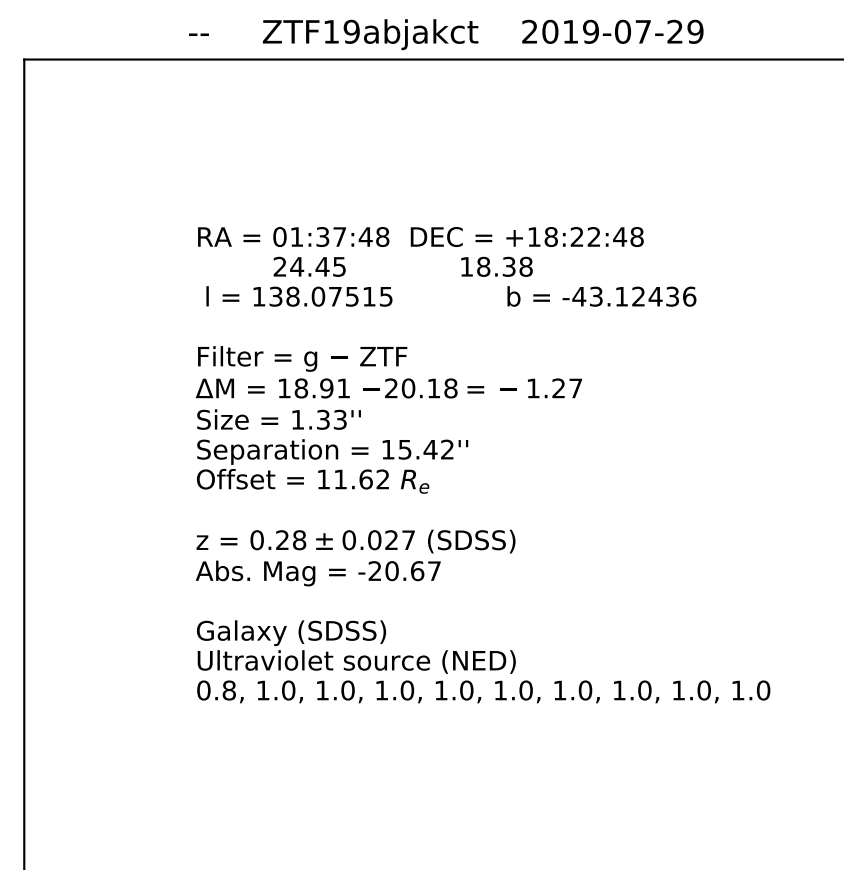 -- ZTF19abjakct 2019-07-29
RA = 01:37:48 DEC = +18:22:48
24.45 18.38
l = 138.07515 b = -43.12436
Filter = g − ZTF
ΔM = 18.91 −20.18 = − 1.27
Size = 1.33''
Separation = 15.42''
Offset = 11.62 Re
z = 0.28 ± 0.027 (SDSS)
Abs. Mag = -20.67
Galaxy (SDSS)
Ultraviolet source (NED)
0.8, 1.0, 1.0, 1.0, 1.0, 1.0, 1.0, 1.0, 1.0, 1.0